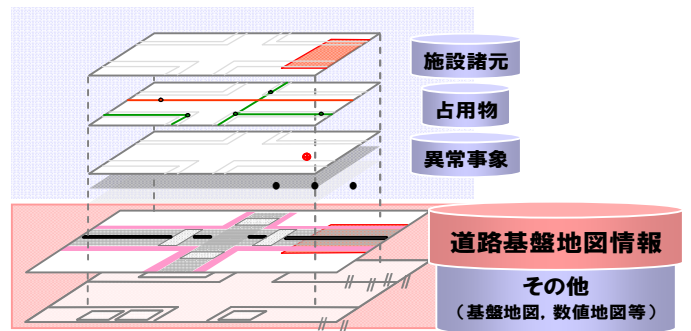 施設諸元
占用物
異常事象
道路基盤地図情報
その他
（基盤地図，数値地図等）